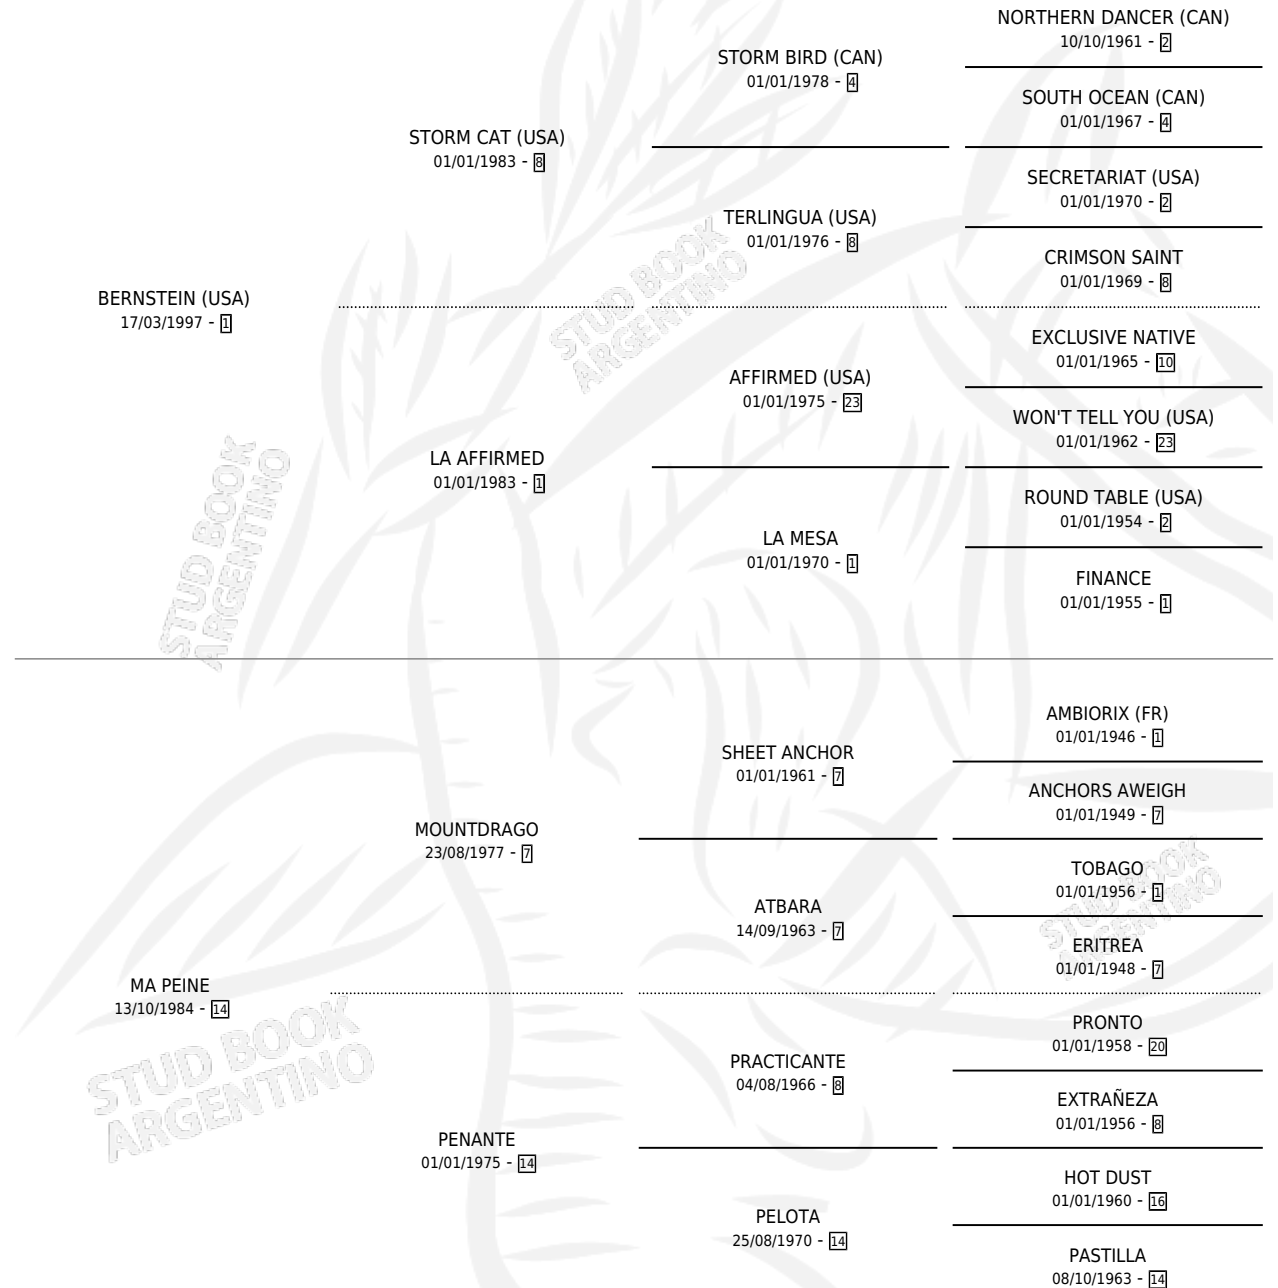 NORTHERN DANCER (CAN)
10/10/1961 - 2
STORM BIRD (CAN)
01/01/1978 - 4
SOUTH OCEAN (CAN)
01/01/1967 - 4
STORM CAT (USA)
01/01/1983 - 8
SECRETARIAT (USA)
01/01/1970 - 2
TERLINGUA (USA)
01/01/1976 - 8
CRIMSON SAINT
01/01/1969 - 8
BERNSTEIN (USA)
17/03/1997 - 1
EXCLUSIVE NATIVE
01/01/1965 - 10
AFFIRMED (USA)
01/01/1975 - 23
WON'T TELL YOU (USA)
01/01/1962 - 23
LA AFFIRMED
01/01/1983 - 1
ROUND TABLE (USA)
01/01/1954 - 2
LA MESA
01/01/1970 - 1
FINANCE
01/01/1955 - 1
AMBIORIX (FR)
01/01/1946 - 1
SHEET ANCHOR
01/01/1961 - 7
ANCHORS AWEIGH
01/01/1949 - 7
MOUNTDRAGO
23/08/1977 - 7
TOBAGO
01/01/1956 - 1
ATBARA
14/09/1963 - 7
ERITREA
01/01/1948 - 7
MA PEINE
13/10/1984 - 14
PRONTO
01/01/1958 - 20
PRACTICANTE
04/08/1966 - 8
EXTRAÑEZA
01/01/1956 - 8
PENANTE
01/01/1975 - 14
HOT DUST
01/01/1960 - 16
PELOTA
25/08/1970 - 14
PASTILLA
08/10/1963 - 14
STUD BOOK
ARGENTINO
STUD BOOK
ARGENTINO
STUD BOOK
ARGENTINO
STUD BOOK
ARGENTINO